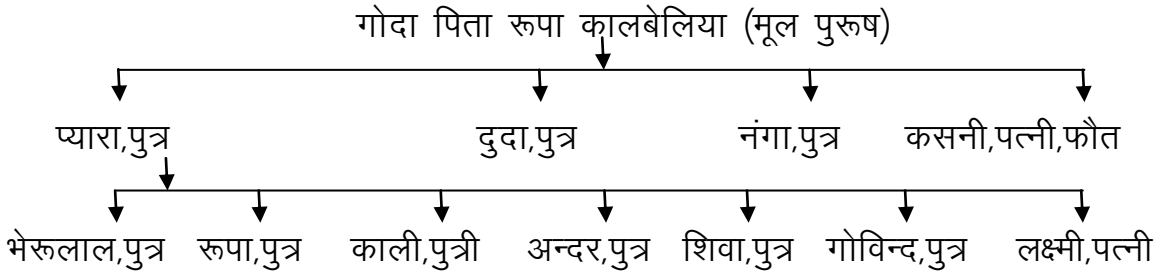 गोदा पिता रूपा कालबेलिया (मूल पुरूष)
प्यारा,पुत्र दुदा,पुत्र नंगा,पुत्र कसनी,पत्नी,फौत
भेरूलाल,पुत्र रूपा,पुत्र काली,पुत्री अन्दर,पुत्र शिवा,पुत्र गोविन्द,पुत्र लक्ष्मी,पत्नी